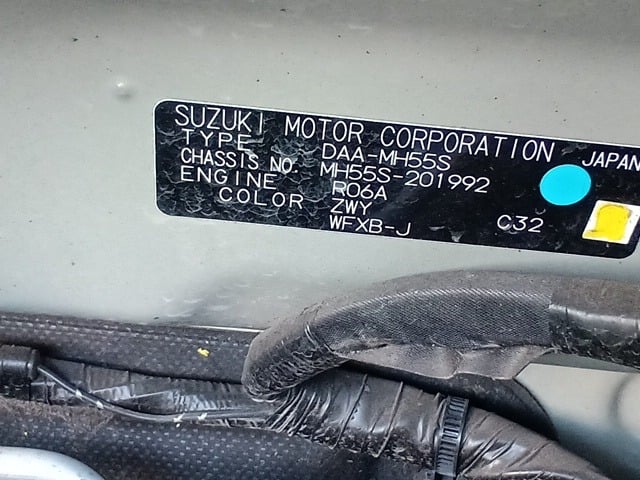 SUZUKI MOTOR CORPORATION JAPAN
TYPE DAA-MH55S
CHASSIS NO. MH55S-201992
ENGINE R06A
COLOR ZWY
WFXB-J C32